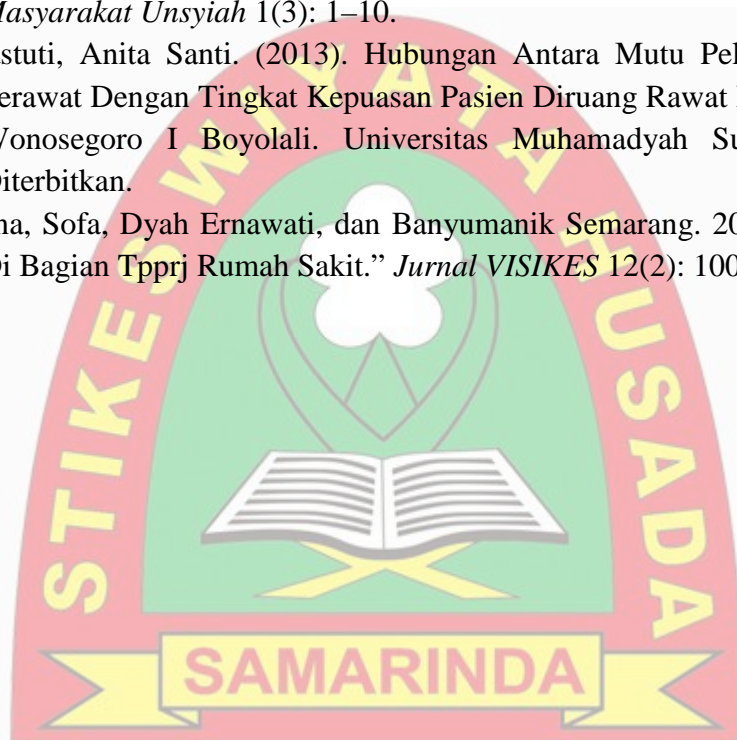 Masyarakat Unsyiah 1(3): 1–10.
astuti, Anita Santi. (2013). Hubungan Antara Mutu Pel
Perawat Dengan Tingkat Kepuasan Pasien Diruang Rawat
Wonosegoro I Boyolali. Universitas Muhamadyah Su
Diterbitkan.
na, Sofa, Dyah Ernawati, dan Banyumanik Semarang. 20
Di Bagian Tpprj Rumah Sakit.” Jurnal VISIKES 12(2): 100
STIKES WIYATA HUSADA
SAMARINDA